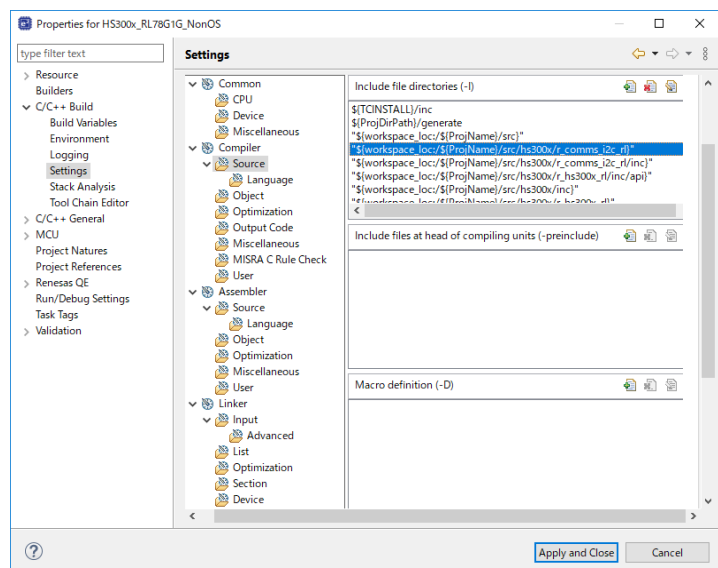 Properties for HS300x_RL78G1G_NonOS
type filter text
Resource
Builders
C/C++ Build
Build Variables
Environment
Logging
Settings
Stack Analysis
Tool Chain Editor
C/C++ General
MCU
Project Natures
Project References
Renesas QE
Run/Debug Settings
Task Tags
Validation
Settings
Common
CPU
Device
Miscellaneous
Compiler
Source
Language
Object
Optimization
Output Code
Miscellaneous
MISRA C Rule Check
User
Assembler
Source
Language
Object
Optimization
Miscellaneous
User
Linker
Input
Advanced
List
Optimization
Section
Device
Include file directories (-I)
${TCINSTALL}/inc
${ProjDirPath}/generate
"${workspace_loc:/${ProjName}/src}"
"${workspace_loc:/${ProjName}/src/hs300x/r_comms_i2c_rl}"
"${workspace_loc:/${ProjName}/src/hs300x/r_comms_i2c_rl/inc}"
"${workspace_loc:/${ProjName}/src/hs300x/r_hs300x_rl/inc/api}"
"${workspace_loc:/${ProjName}/src/hs300x/inc}"
"${workspace_loc:/${ProjName}/src/hs300x/r_hs300x_rl}"
Include files at head of compiling units (-preinclude)
Macro definition (-D)
Apply and Close
Cancel